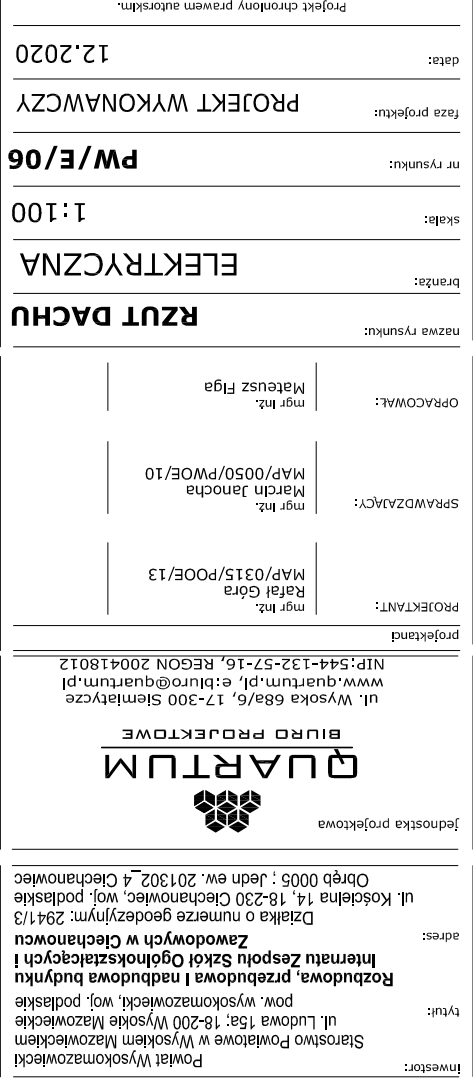 inwestor:
Powiat Wysokomazowiecki
Starostwo Powiatowe w Wysokiem Mazowieckiem
ul. Ludowa 15a; 18-200 Wysokie Mazowieckie
pow. wysokomazowiecki, woj. podlaskie
tytuł:
Rozbudowa, przebudowa i nadbudowa budynku
Internatu Zespołu Szkół Ogólnokształcących i
Zawodowych w Ciechanowcu
adres:
Działka o numerze geodezyjnym: 2941/3
ul. Kościelna 14, 18-230 Ciechanowiec, woj. podlaskie
Obręb 0005 ; Jedn ew. 201302_4 Ciechanowiec
jednostka projektowa
QUARTUM
BIURO PROJEKTOWE
ul. Wysoka 68a/6, 17-300 Siemiatycze
www.quartum.pl, e:biuro@quartum.pl
NIP:544-132-57-16, REGON 200418012
projektanci
PROJEKTANT:
mgr inż.
Rafał Góra
MAP/0315/POOE/13
SPRAWDZAJĄCY:
mgr inż.
Marcin Janocha
MAP/0050/PWOE/10
OPRACOWAŁ:
mgr inż.
Mateusz Figa
nazwa rysunku:
RZUT DACHU
branża:
ELEKTRYCZNA
skala:
1:100
nr rysunku:
PW/E/06
faza projektu:
PROJEKT WYKONAWCZY
data:
12.2020
Projekt chroniony prawem autorskim.